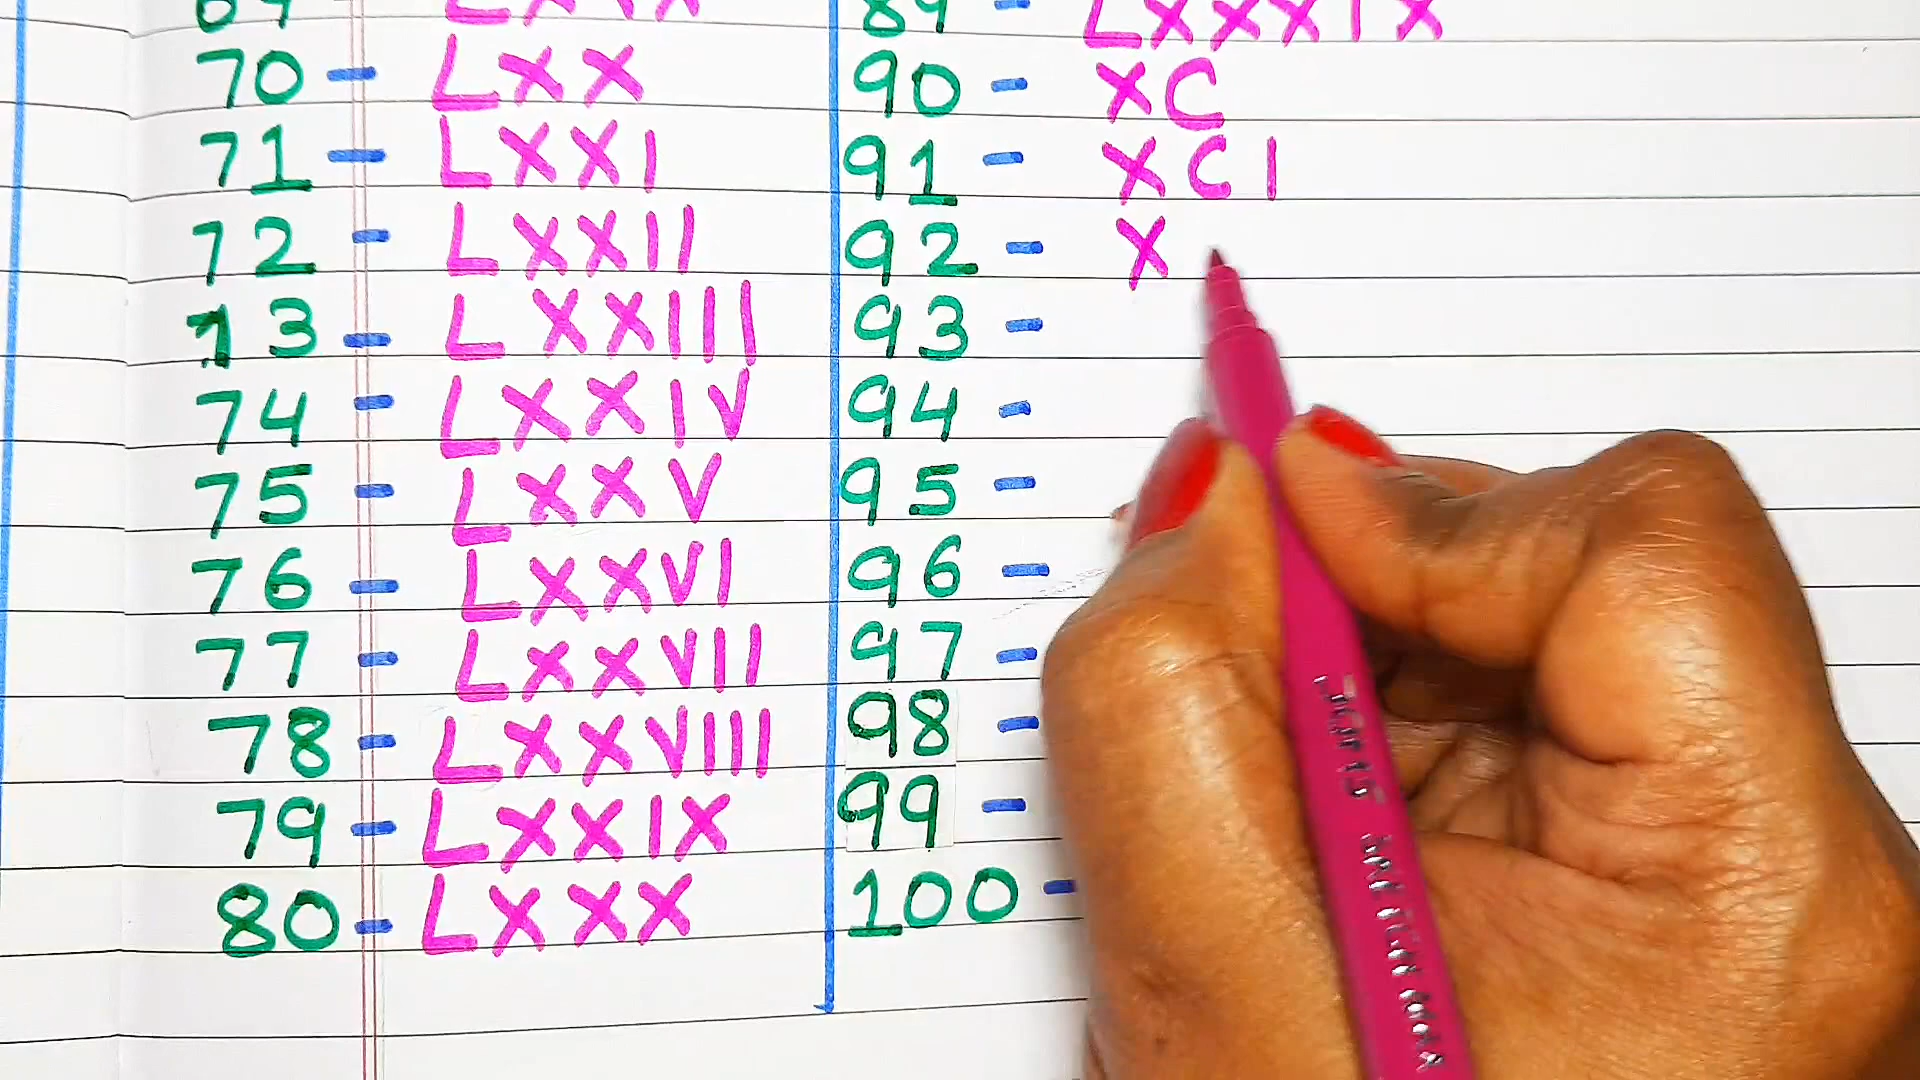 70 - LXX
71 - LXXI
72 - LXXII
73 - LXXIII
74 - LXXIV
75 - LXXV
76 - LXXVI
77 - LXXVII
78 - LXXVIII
79 - LXXIX
80 - LXXX
89 - LXXXIX
90 - XC
91 - XCI
92 - X
93 -
94 -
95 -
96 -
97 -
98 -
99 -
100 -